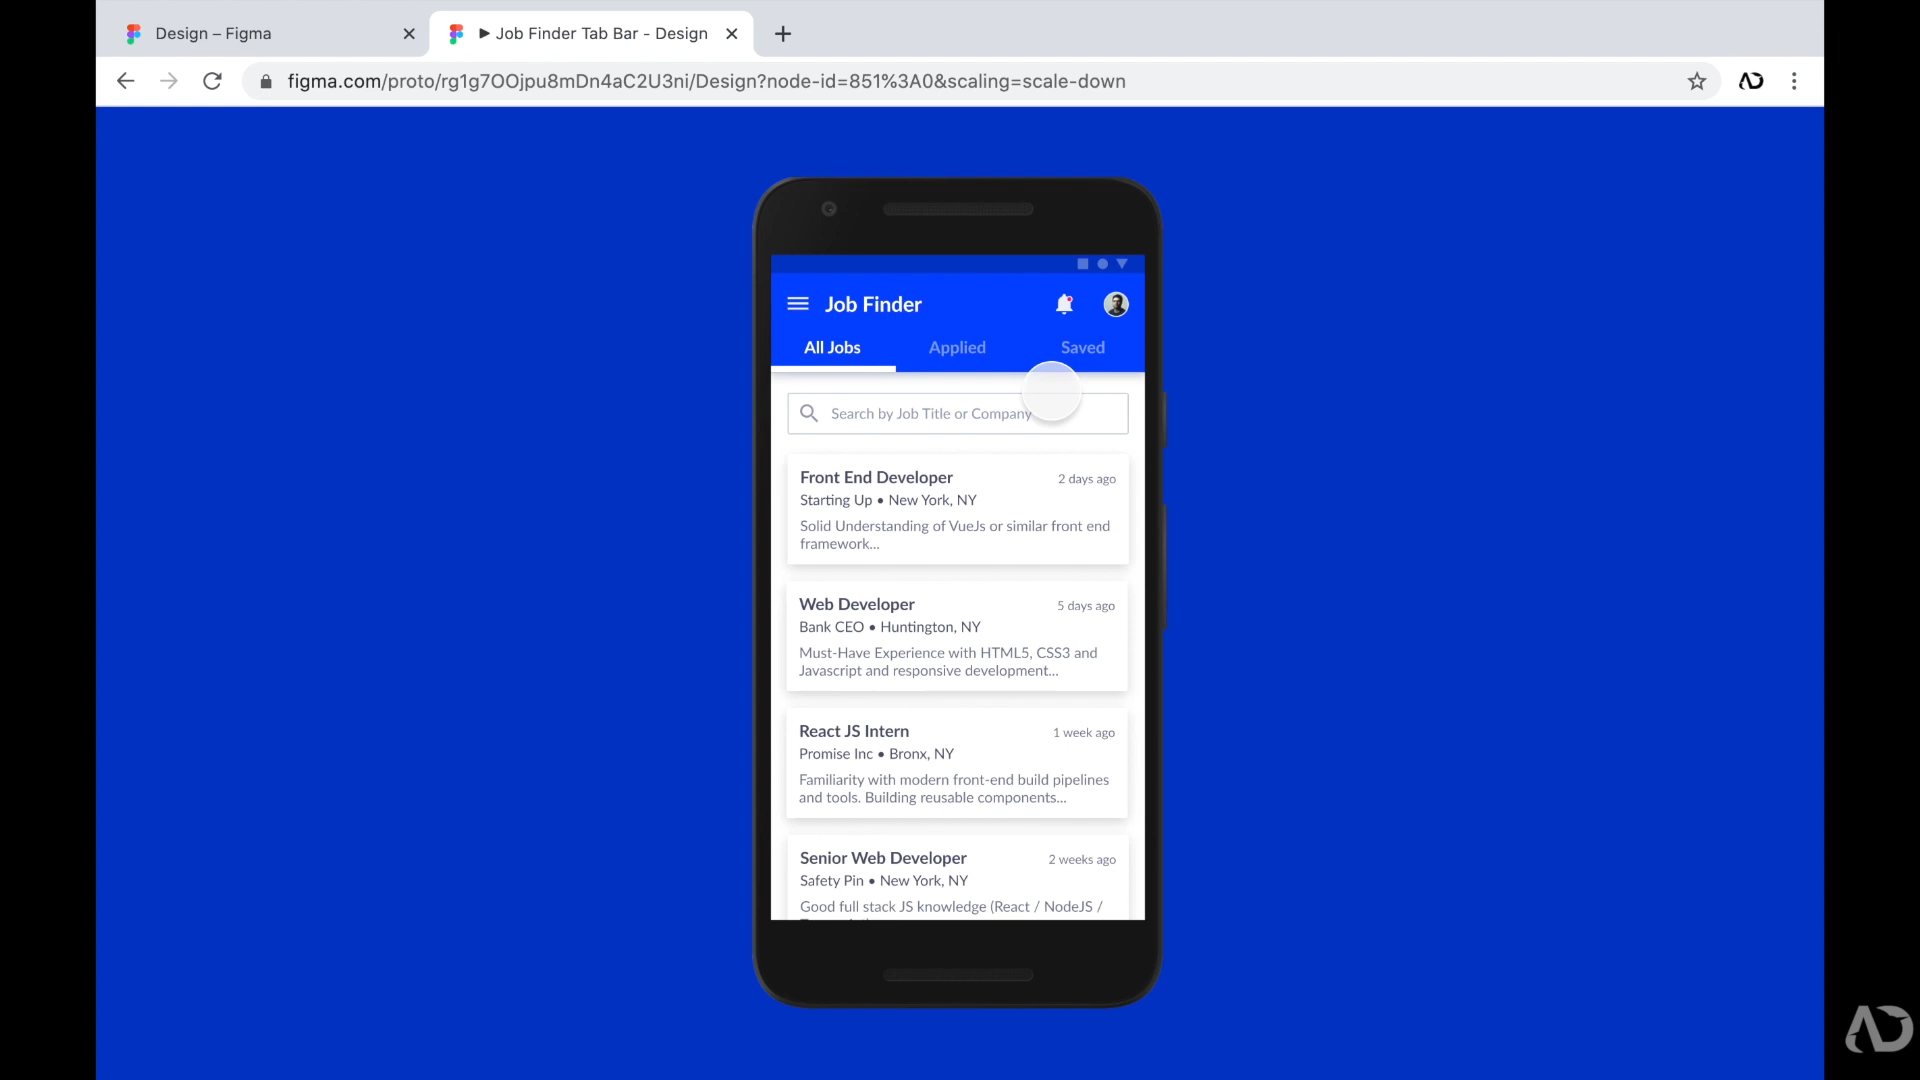 Design – Figma
▶ Job Finder Tab Bar - Design
figma.com/proto/rg1g7OOjpu8mDn4aC2U3ni/Design?node-id=851%3A0&scaling=scale-down
Job Finder
All Jobs
Applied
Saved
Search by Job Title or Company
Front End Developer
2 days ago
Starting Up • New York, NY
Solid Understanding of VueJs or similar front end
framework...
Web Developer
5 days ago
Bank CEO • Huntington, NY
Must-Have Experience with HTML5, CSS3 and
Javascript and responsive development...
React JS Intern
1 week ago
Promise Inc • Bronx, NY
Familiarity with modern front-end build pipelines
and tools. Building reusable components...
Senior Web Developer
2 weeks ago
Safety Pin • New York, NY
Good full stack JS knowledge (React / NodeJS /